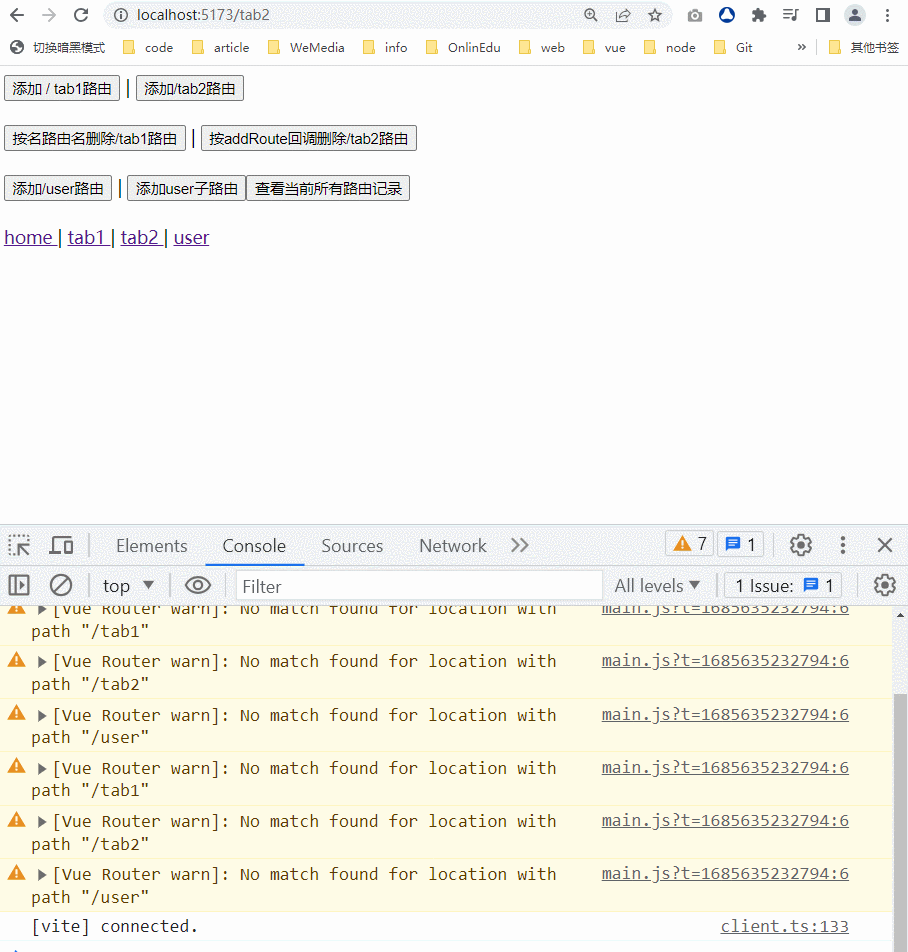 localhost:5173/tab2
切换暗黑模式 code article WeMedia info OnlinEdu web vue node Git » 其他书签
添加 / tab1路由 | 添加/tab2路由
按名路由名删除/tab1路由 | 按addRoute回调删除/tab2路由
添加/user路由 | 添加user子路由 查看当前所有路由记录
home | tab1 | tab2 | user
Elements Console Sources Network 7 1
top Filter All levels 1 Issue: 1
[Vue Router warn]: No match found for location with main.js?t=1685635232794:6
path "/tab1"
[Vue Router warn]: No match found for location with main.js?t=1685635232794:6
path "/tab2"
[Vue Router warn]: No match found for location with main.js?t=1685635232794:6
path "/user"
[Vue Router warn]: No match found for location with main.js?t=1685635232794:6
path "/tab1"
[Vue Router warn]: No match found for location with main.js?t=1685635232794:6
path "/tab2"
[Vue Router warn]: No match found for location with main.js?t=1685635232794:6
path "/user"
[vite] connected. client.ts:133